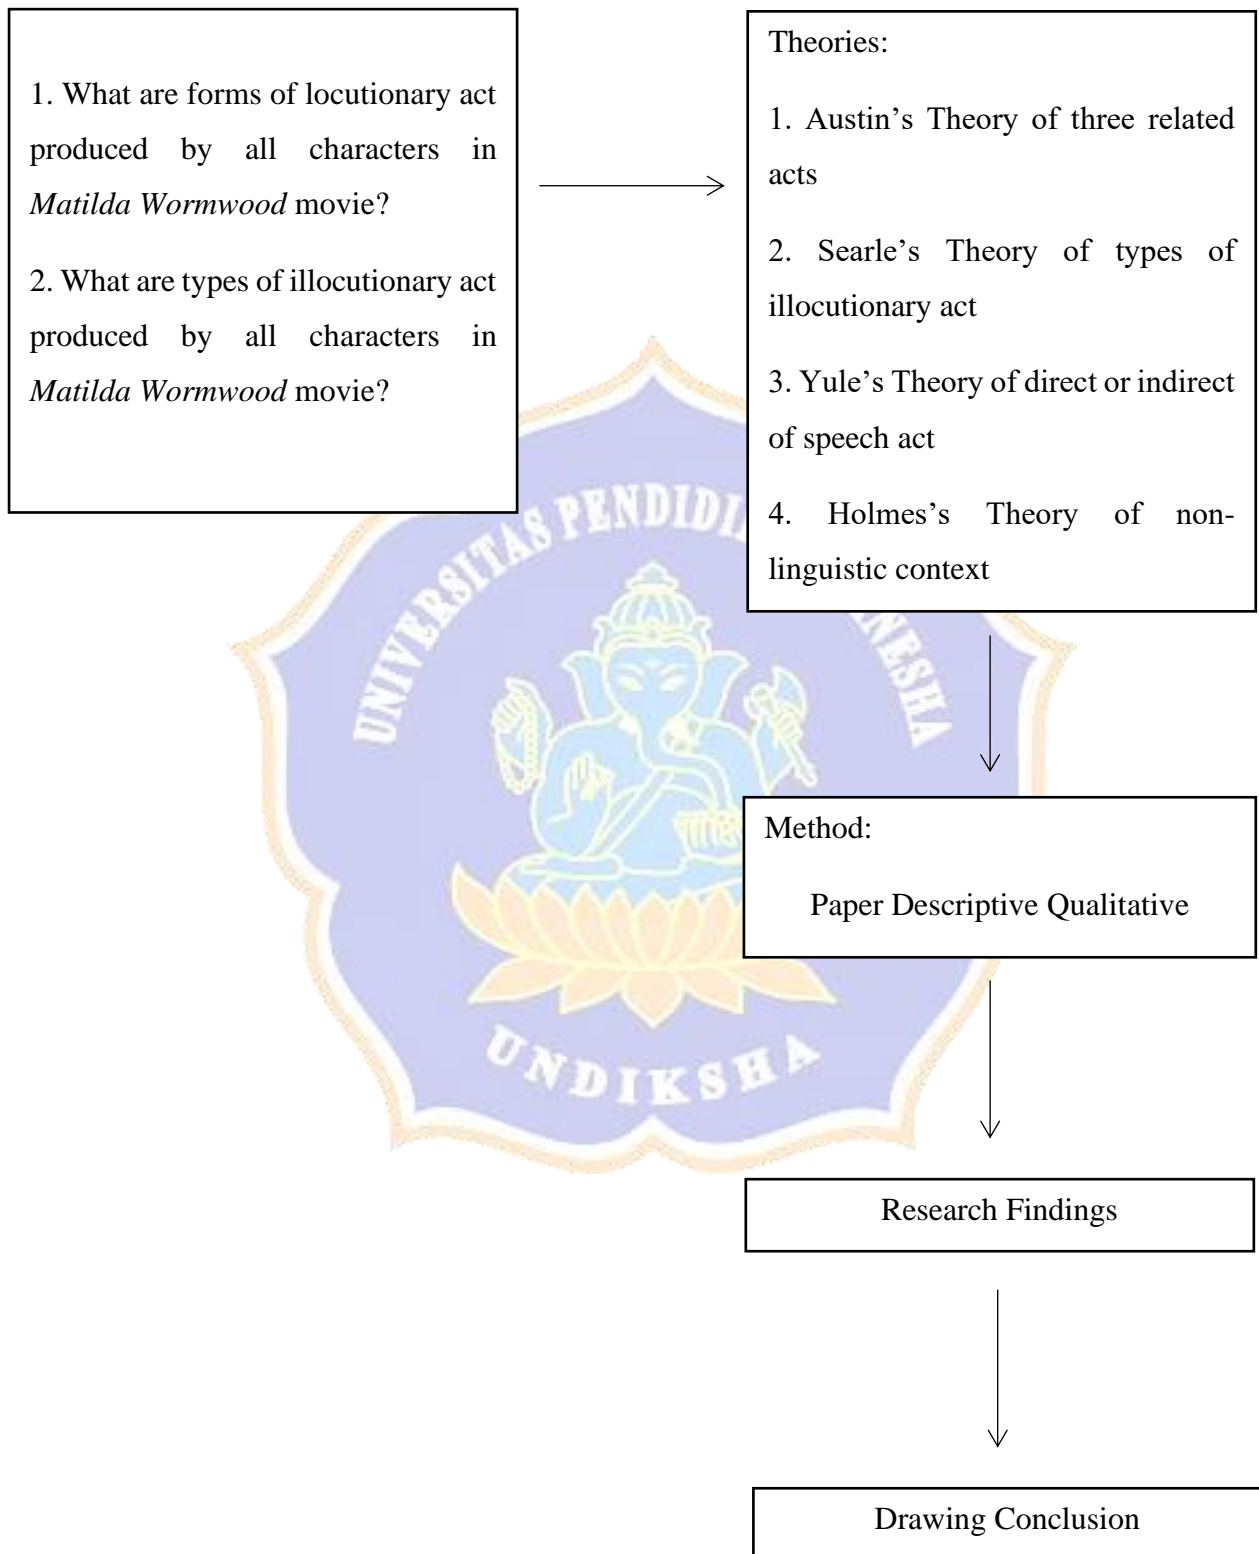 1. What are forms of locutionary act
produced by all characters in
Matilda Wormwood movie?
2. What are types of illocutionary act
produced by all characters in
Matilda Wormwood movie?
Theories:
1. Austin’s Theory of three related
acts
2. Searle’s Theory of types of
illocutionary act
3. Yule’s Theory of direct or indirect
of speech act
4. Holmes’s Theory of non-
linguistic context
UNIVERSITAS PENDIDI
NESHA
Method:
Paper Descriptive Qualitative
UNDIKSHA
Research Findings
Drawing Conclusion